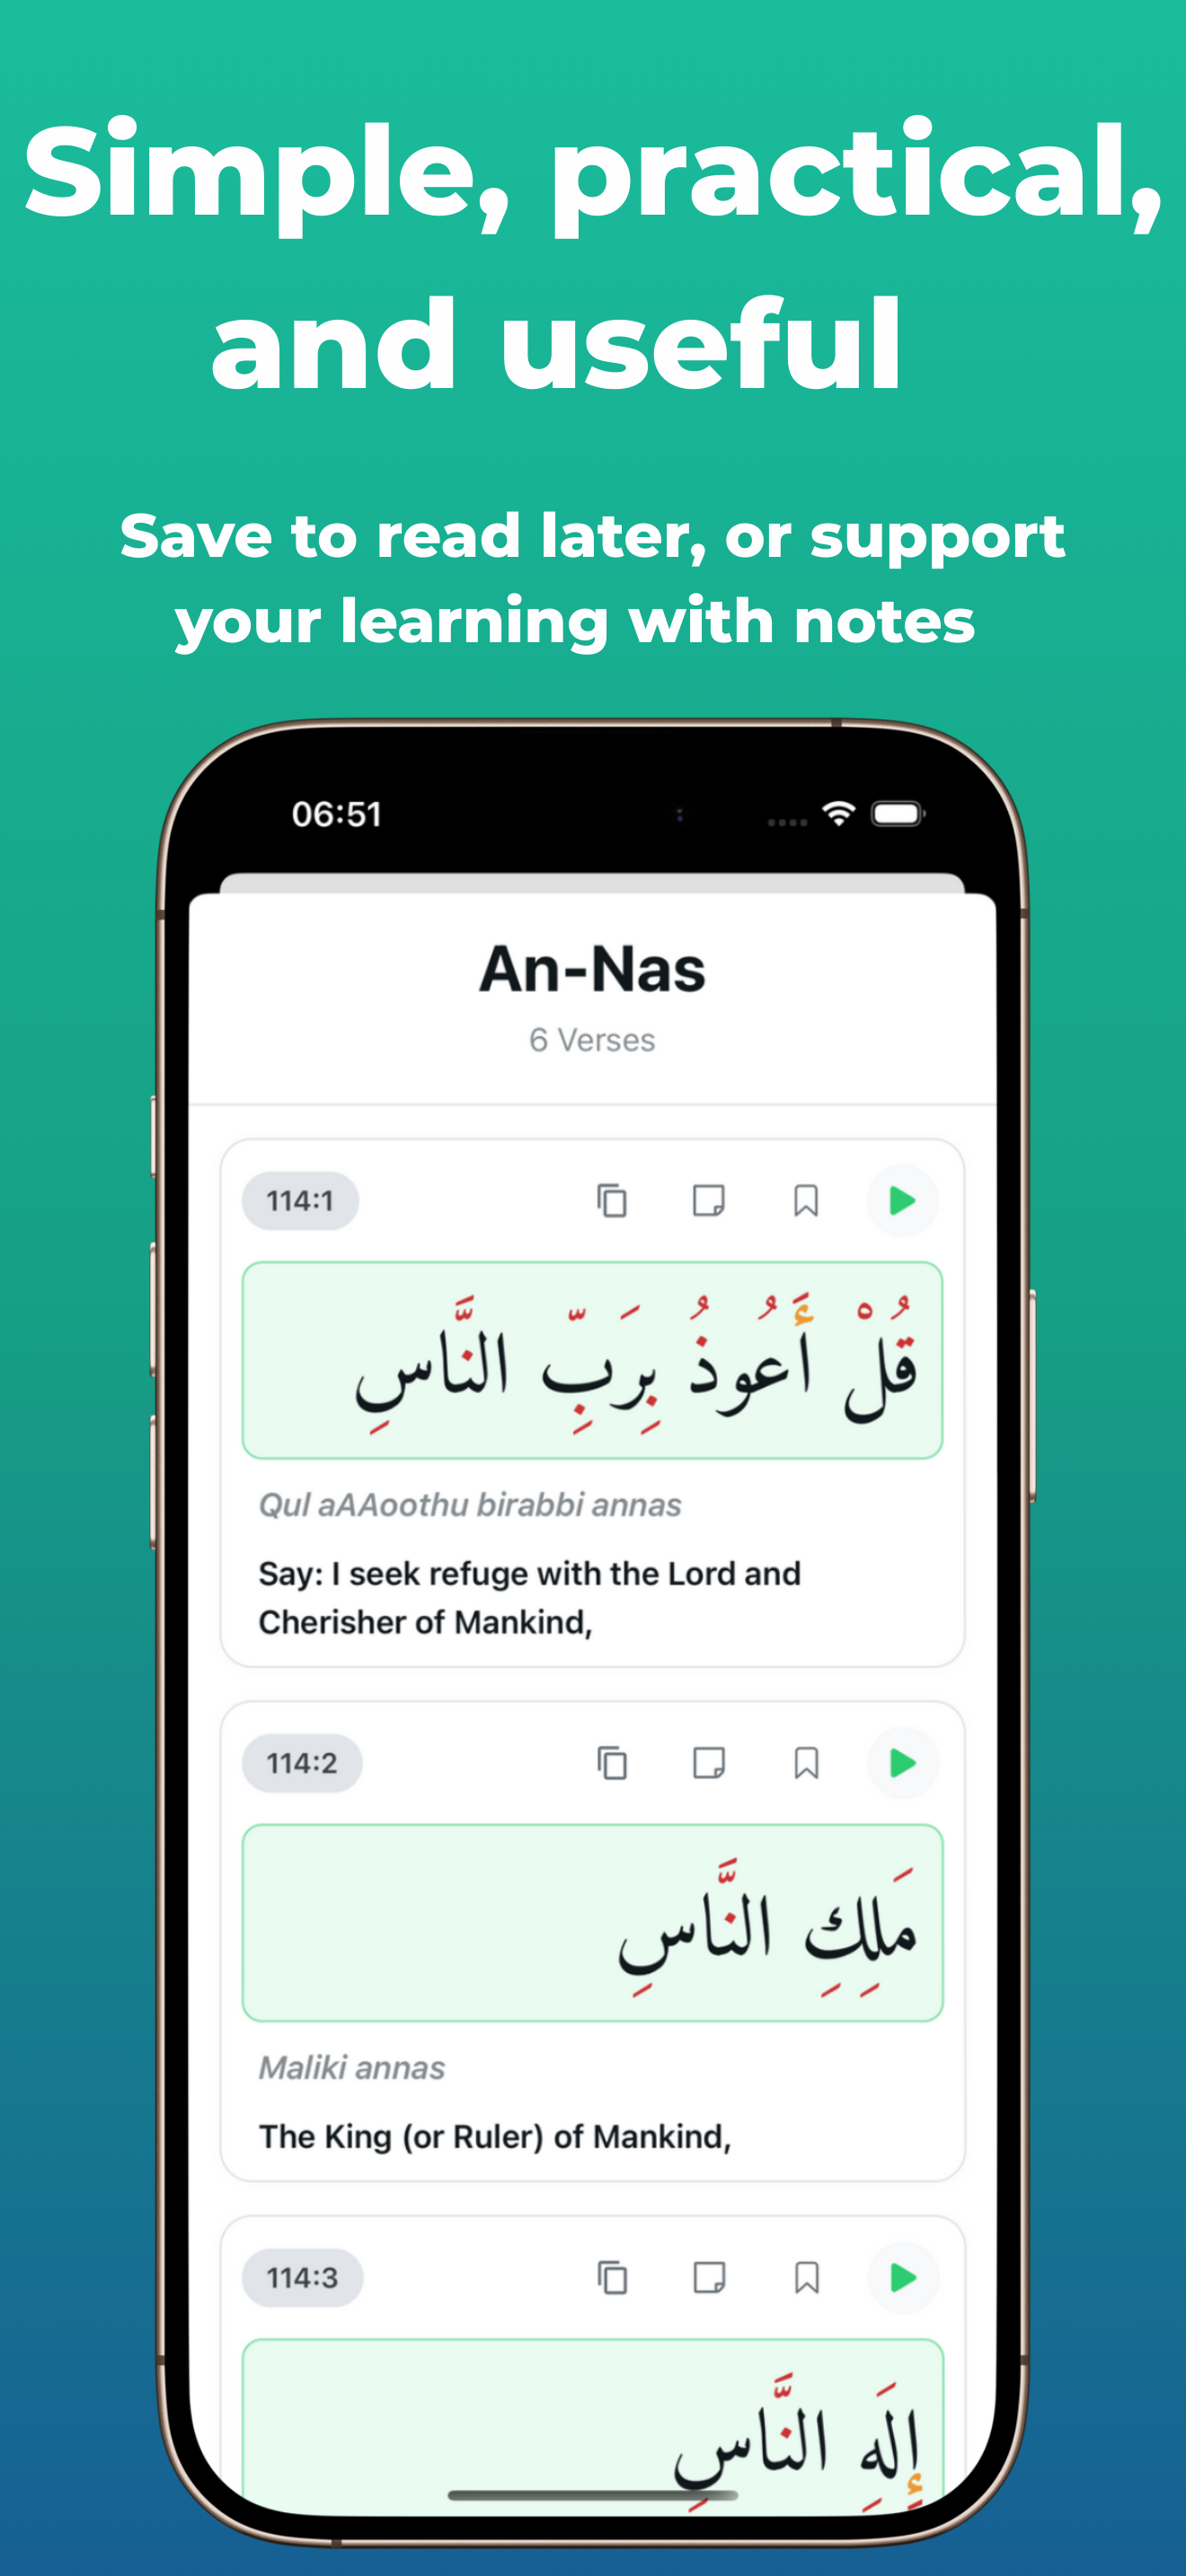 Simple, practical,
and useful
Save to read later, or support
your learning with notes
06:51
An-Nas
6 Verses
114:1
قُلْ أَعُوذُ بِرَبِّ النَّاسِ
Qul aAAoothu birabbi annas
Say: I seek refuge with the Lord and
Cherisher of Mankind,
114:2
مَلِكِ النَّاسِ
Maliki annas
The King (or Ruler) of Mankind,
114:3
إِلَهِ النَّاسِ